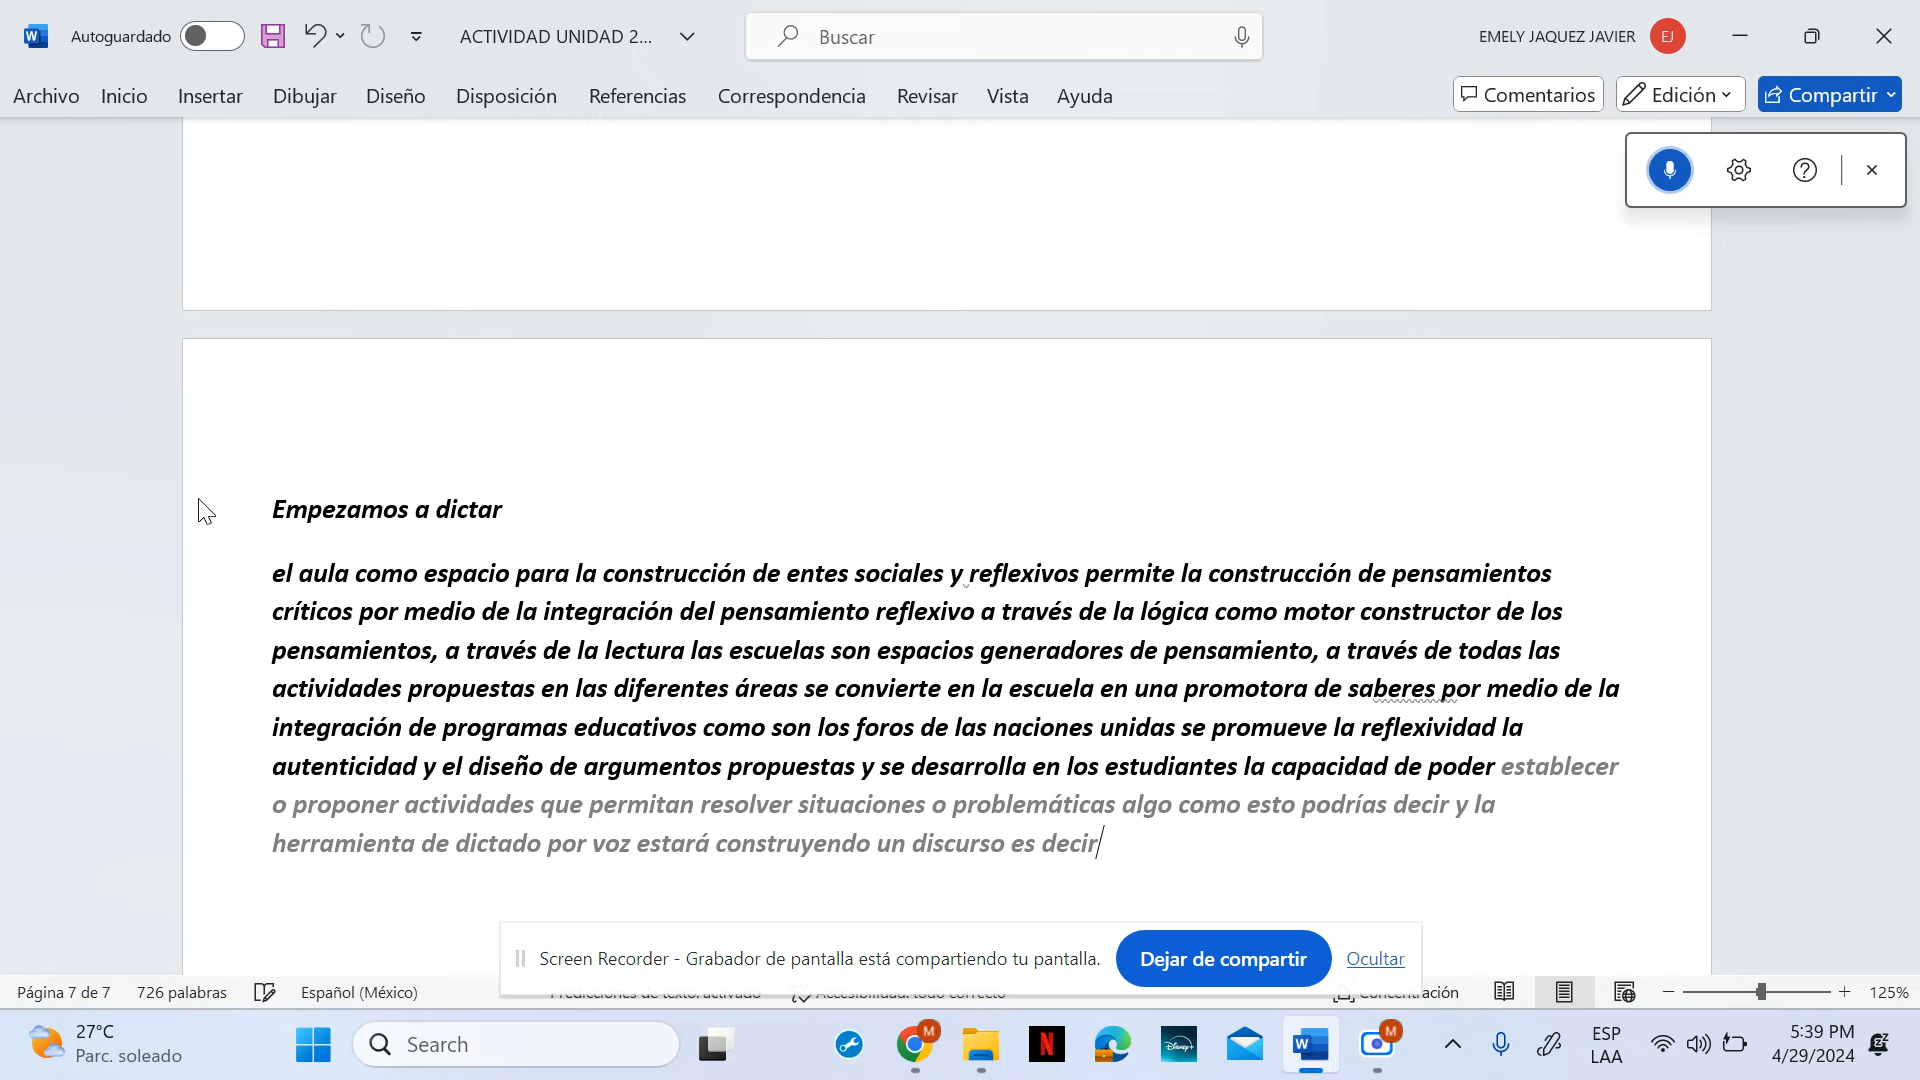 Autoguardado
ACTIVIDAD UNIDAD 2...
Buscar
EMELY JAQUEZ JAVIER
EJ
Archivo Inicio Insertar Dibujar Diseño Disposición Referencias Correspondencia Revisar Vista Ayuda
Comentarios Edición Compartir
Empezamos a dictar
el aula como espacio para la construcción de entes sociales y reflexivos permite la construcción de pensamientos
críticos por medio de la integración del pensamiento reflexivo a través de la lógica como motor constructor de los
pensamientos, a través de la lectura las escuelas son espacios generadores de pensamiento, a través de todas las
actividades propuestas en las diferentes áreas se convierte en la escuela en una promotora de saberes por medio de la
integración de programas educativos como son los foros de las naciones unidas se promueve la reflexividad la
autenticidad y el diseño de argumentos propuestas y se desarrolla en los estudiantes la capacidad de poder establecer
o proponer actividades que permitan resolver situaciones o problemáticas algo como esto podrías decir y la
herramienta de dictado por voz estará construyendo un discurso es decir
Screen Recorder - Grabador de pantalla está compartiendo tu pantalla.
Dejar de compartir
Ocultar
Página 7 de 7 726 palabras Español (México) Predicciones de texto: activado Accesibilidad: todo correcto Concentración 125%
27°C
Parc. soleado
Search
M
N
Disney+
W
M
ESP
LAA
5:39 PM
4/29/2024